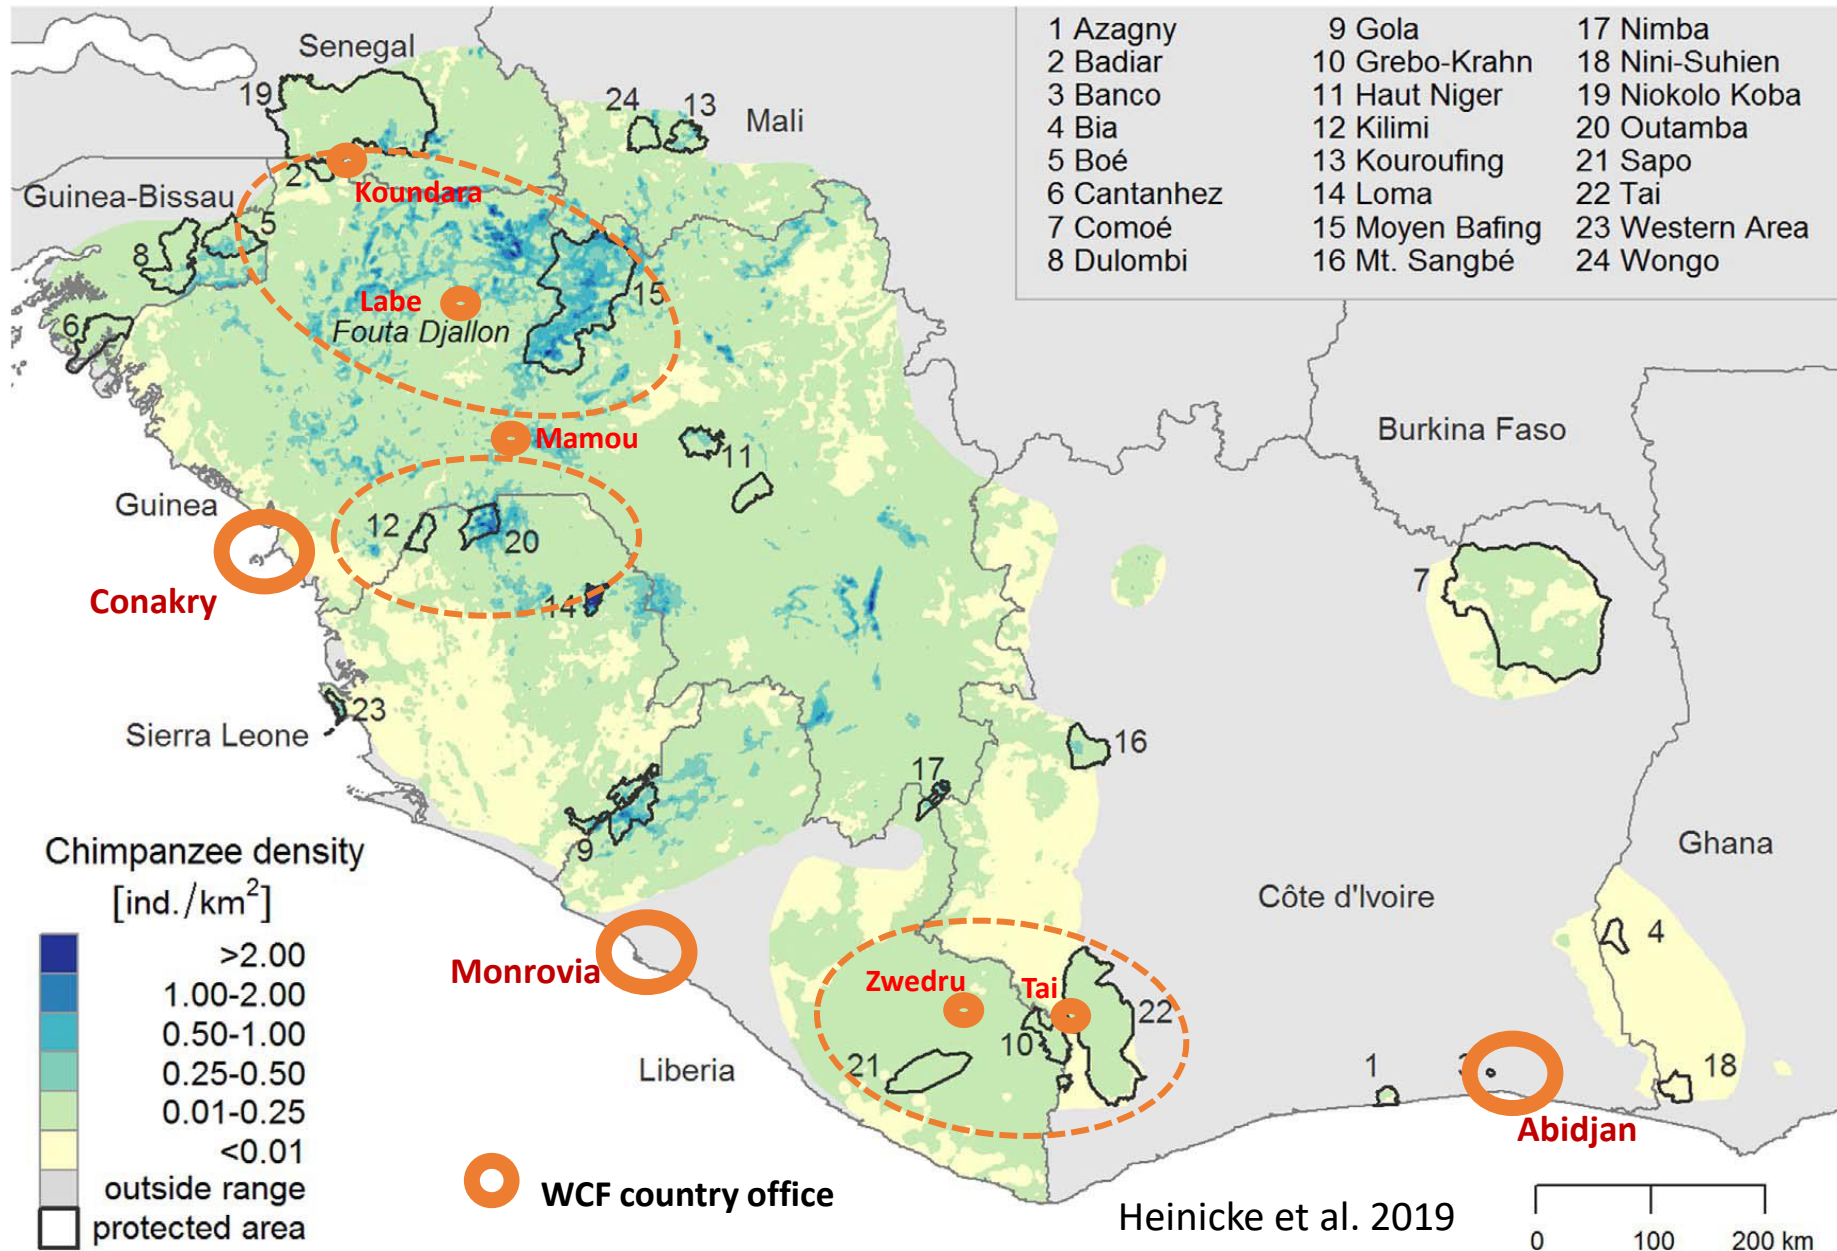 1 Azagny
2 Badiar
3 Banco
4 Bia
5 Boé
6 Cantanhez
7 Comoé
8 Dulombi
9 Gola
10 Grebo-Krahn
11 Haut Niger
12 Kilimi
13 Kouroufing
14 Loma
15 Moyen Bafing
16 Mt. Sangbé
17 Nimba
18 Nini-Suhien
19 Niokolo Koba
20 Outamba
21 Sapo
22 Tai
23 Western Area
24 Wongo
Senegal
19
24
13
Mali
2
Koundara
Guinea-Bissau
5
8
15
Labe
Fouta Djallon
6
Mamou
11
Burkina Faso
Guinea
12
20
Conakry
14
7
23
Sierra Leone
16
17
9
Ghana
Côte d'Ivoire
4
Monrovia
Zwedru
Tai
22
10
21
Liberia
1
3
18
Abidjan
Chimpanzee density
[ind./km²]
>2.00
1.00-2.00
0.50-1.00
0.25-0.50
0.01-0.25
<0.01
outside range
protected area
WCF country office
Heinicke et al. 2019
0 100 200 km